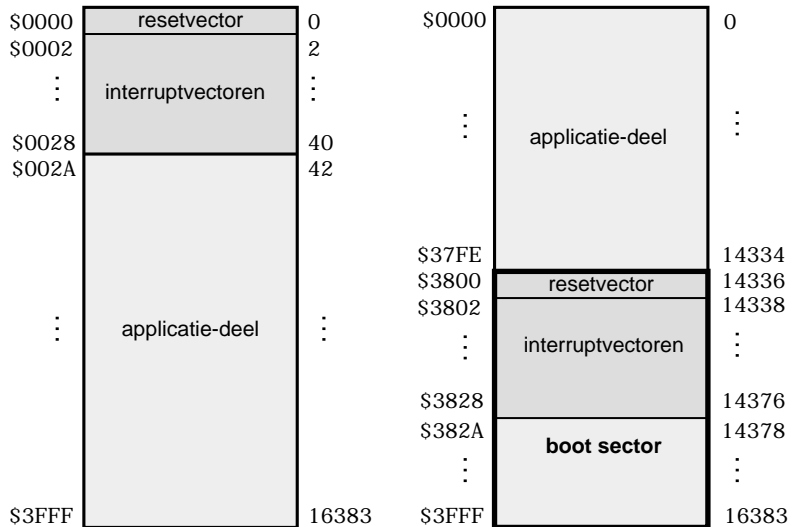 $0000 resetvector 0
$0002 2
interruptvectoren
$0028 40
$002A 42
applicatie-deel
$3FFF 16383
$0000 0
applicatie-deel
$37FE 14334
$3800 resetvector 14336
$3802 14338
interruptvectoren
$3828 14376
$382A 14378
boot sector
$3FFF 16383